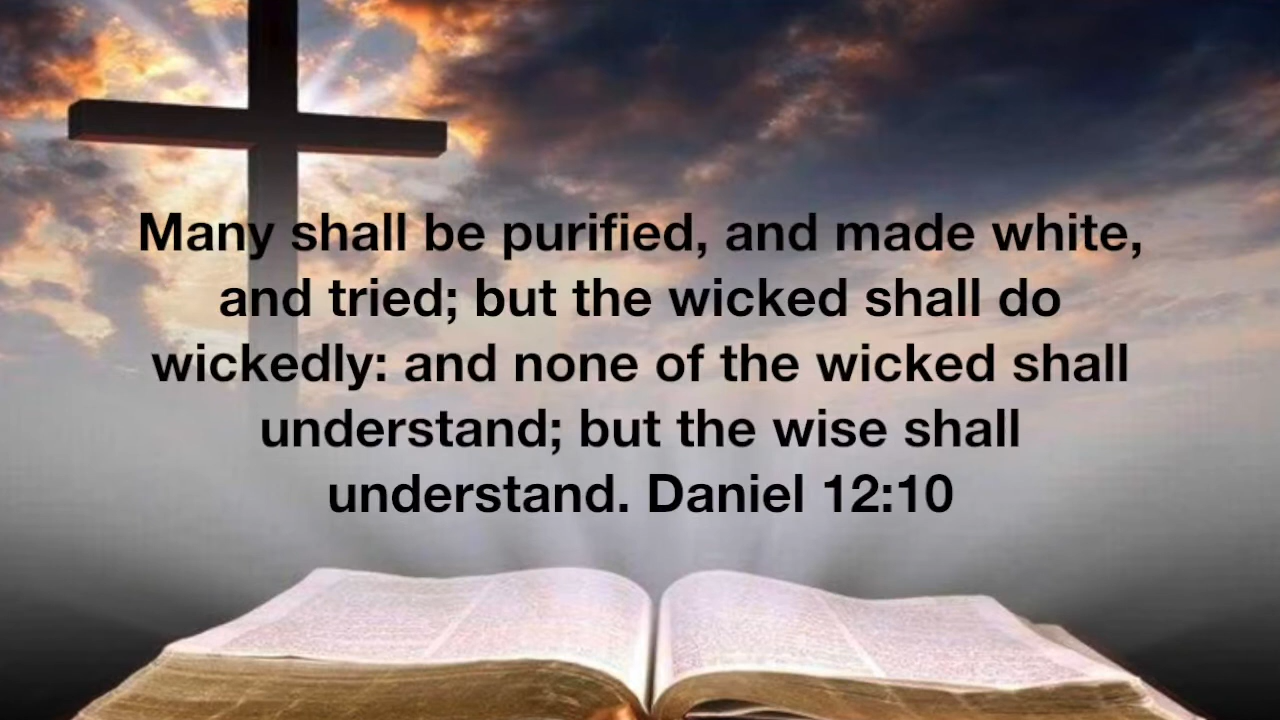 Many shall be purified, and made white,
and tried; but the wicked shall do
wickedly: and none of the wicked shall
understand; but the wise shall
understand. Daniel 12:10